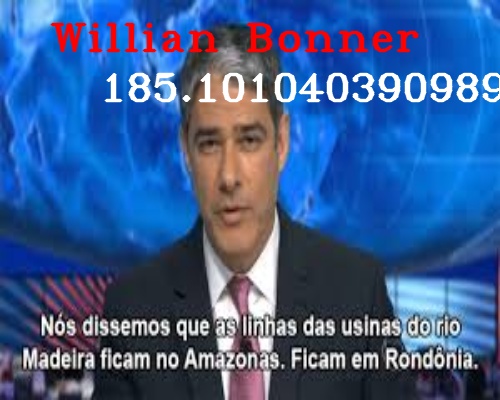 Willian Bonner
185.101040390989
Nós dissemos que as linhas das usinas do rio
Madeira ficam no Amazonas. Ficam em Rondônia.